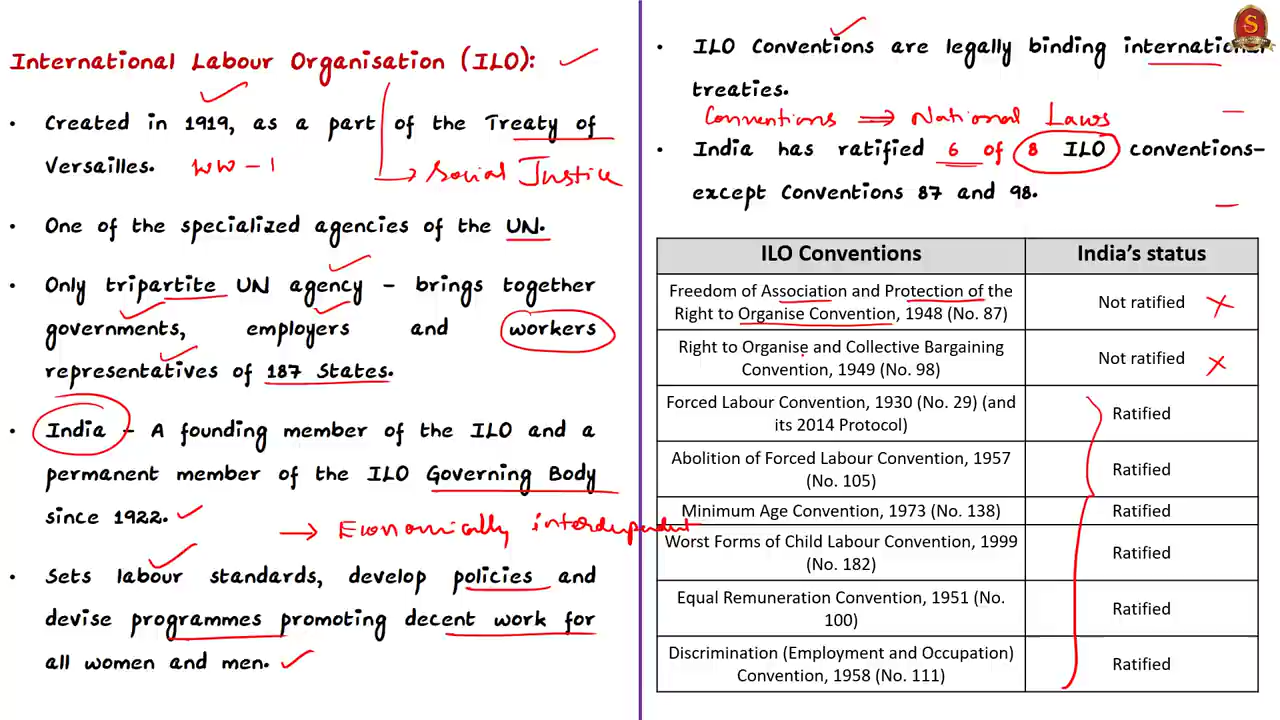 International Labour Organisation (ILO):
• Created in 1919, as a part of the Treaty of
Versailles. WW-1
→ Social Justice
• One of the specialized agencies of the UN.
• Only tripartite UN agency – brings together
governments, employers and workers
representatives of 187 States.
• India – A founding member of the ILO and a
permanent member of the ILO Governing Body
since 1922.
→ Economically interdependent
• Sets labour standards, develop policies and
devise programmes promoting decent work for
all women and men.
S
• ILO Conventions are legally binding international
treaties.
Conventions ⇒ National Laws
• India has ratified 6 of 8 ILO conventions-
except Conventions 87 and 98.
ILO Conventions India's status
Freedom of Association and Protection of the
Right to Organise Convention, 1948 (No. 87) Not ratified
Right to Organise and Collective Bargaining
Convention, 1949 (No. 98) Not ratified
Forced Labour Convention, 1930 (No. 29) (and
its 2014 Protocol) Ratified
Abolition of Forced Labour Convention, 1957
(No. 105) Ratified
Minimum Age Convention, 1973 (No. 138) Ratified
Worst Forms of Child Labour Convention, 1999
(No. 182) Ratified
Equal Remuneration Convention, 1951 (No.
100) Ratified
Discrimination (Employment and Occupation)
Convention, 1958 (No. 111) Ratified